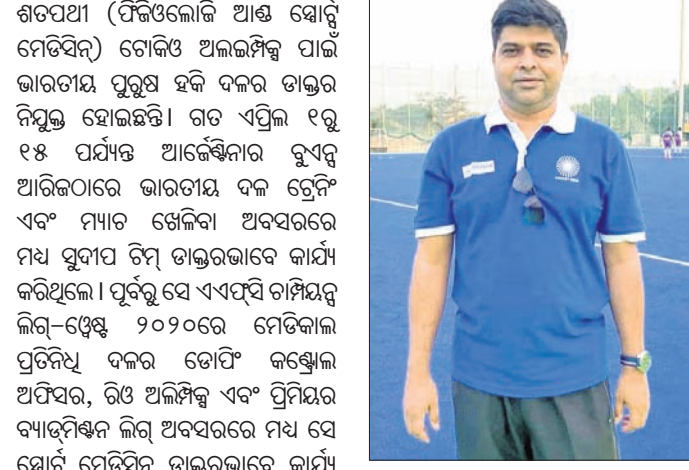 ଶତପଥୀ (ଫିଜିଓଲୋଜି ଆଣ୍ଡ ସ୍ପୋର୍ଟ୍ସ
ମେଡିସିନ୍) ଟୋକିଓ ଅଲଇମ୍ପିକ୍ସ ପାଇଁ
ଭାରତୀୟ ପୁରୁଷ ହକି ଦଳର ଡାକ୍ତର
ନିଯୁକ୍ତ ହୋଇଛନ୍ତି। ଗତ ଏପ୍ରିଲ ୧ରୁ
୧୫ ପର୍ଯ୍ୟନ୍ତ ଆର୍ଜେଣ୍ଟିନାର ବୁଏନ୍ସ
ଆରିଜଠାରେ ଭାରତୀୟ ଦଳ ଟ୍ରେନିଂ
ଏବଂ ମ୍ୟାଚ ଖେଳିବା ଅବସରରେ
ମଧ୍ୟ ସୁଦୀପ ଟିମ୍ ଡାକ୍ତରଭାବେ କାର୍ଯ୍ୟ
କରିଥିଲେ। ପୂର୍ବରୁ ସେ ଏଏଫ୍‌ସି ଚାମ୍ପିୟନ୍ସ
ଲିଗ୍-ୱେଷ୍ଟ ୨୦୨୦ରେ ମେଡିକାଲ
ପ୍ରତିନିଧି ଦଳର ଡୋପିଂ କଣ୍ଟ୍ରୋଲ
ଅଫିସର, ରିଓ ଅଲିମ୍ପିକ୍ସ ଏବଂ ପ୍ରିମିୟର
ବ୍ୟାଡ୍‌ମିଣ୍ଟନ ଲିଗ୍ ଅବସରରେ ମଧ୍ୟ ସେ
ସ୍ପୋର୍ଟ ମେଡିସିନ ଡାକ୍ତରଭାବେ କାର୍ଯ୍ୟ